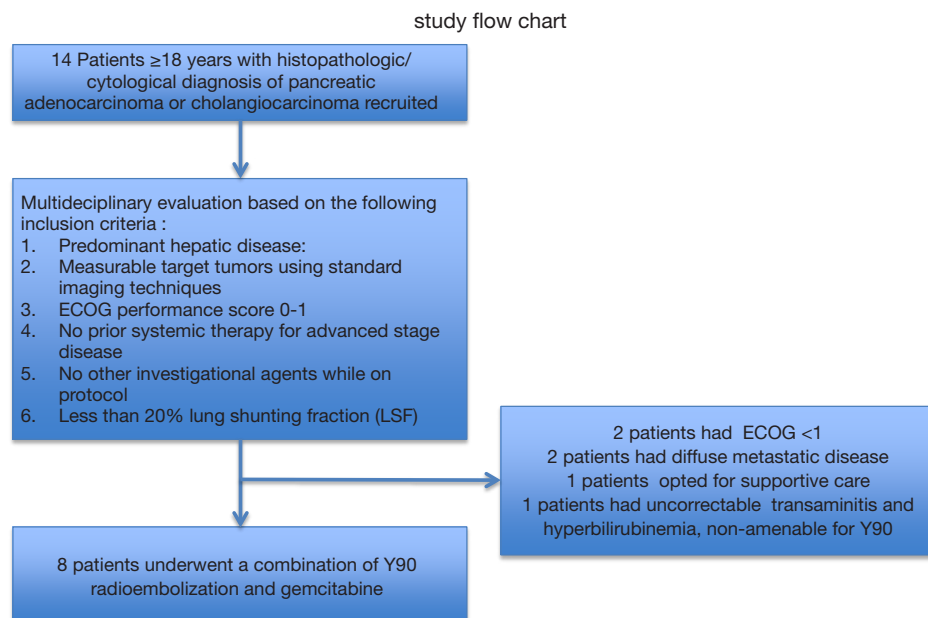 study flow chart
14 Patients ≥18 years with histopathologic/
cytological diagnosis of pancreatic
adenocarcinoma or cholangiocarcinoma recruited
Multideciplinary evaluation based on the following
inclusion criteria :
1. Predominant hepatic disease:
2. Measurable target tumors using standard
imaging techniques
3. ECOG performance score 0-1
4. No prior systemic therapy for advanced stage
disease
5. No other investigational agents while on
protocol
6. Less than 20% lung shunting fraction (LSF)
2 patients had ECOG <1
2 patients had diffuse metastatic disease
1 patients opted for supportive care
1 patients had uncorrectable transaminitis and
hyperbilirubinemia, non-amenable for Y90
8 patients underwent a combination of Y90
radioembolization and gemcitabine